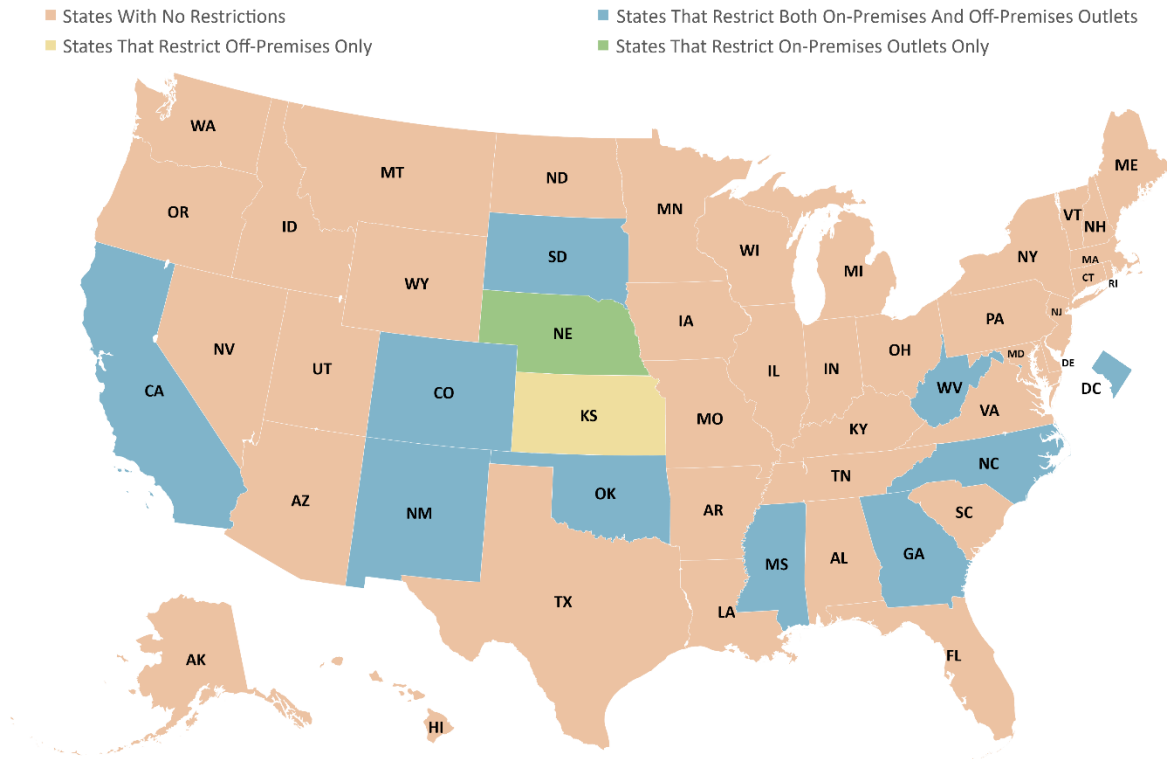 States With No Restrictions
States That Restrict Both On-Premises And Off-Premises Outlets
States That Restrict Off-Premises Only
States That Restrict On-Premises Outlets Only
WA
ME
MT
ND
VT
OR
MN
NH
ID
WI
NY
SD
MA
MI
CT
WY
RI
IA
NJ
PA
NE
NV
OH
MD
UT
IL
IN
DE
WV
DC
CA
CO
KS
VA
MO
KY
NC
TN
AZ
OK
AR
NM
SC
GA
MS
AL
TX
LA
FL
AK
HI